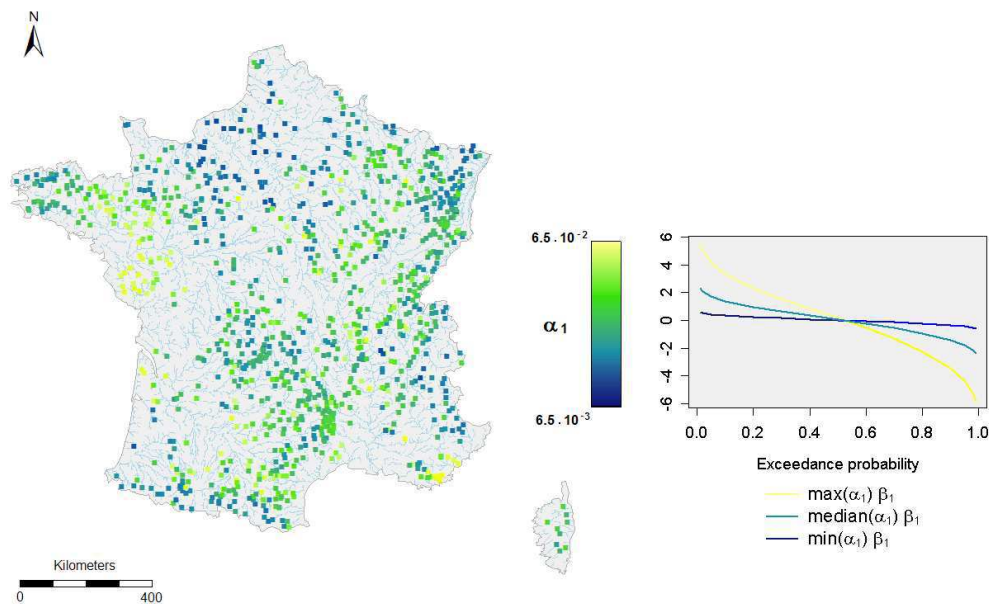 N
Kilometers
0 400
6.5.10⁻²
α₁
6.5.10⁻³
6
4
2
0
-2
-4
-6
0.0 0.2 0.4 0.6 0.8 1.0
Exceedance probability
max(α₁) β₁
median(α₁) β₁
min(α₁) β₁